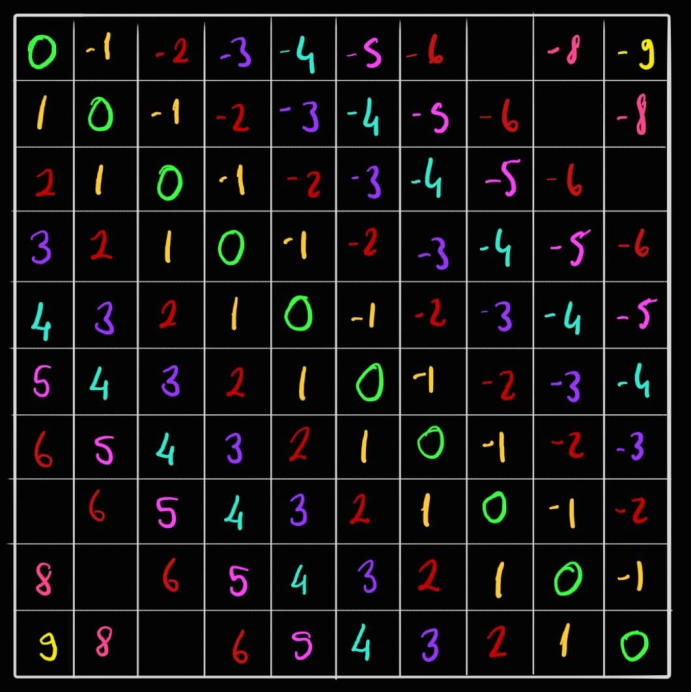 0 -1 -2 -3 -4 -5 -6 -8 -9
1 0 -1 -2 -3 -4 -5 -6 -8
2 1 0 -1 -2 -3 -4 -5 -6
3 2 1 0 -1 -2 -3 -4 -5 -6
4 3 2 1 0 -1 -2 -3 -4 -5
5 4 3 2 1 0 -1 -2 -3 -4
6 5 4 3 2 1 0 -1 -2 -3
6 5 4 3 2 1 0 -1 -2
8 6 5 4 3 2 1 0 -1
9 8 6 5 4 3 2 1 0